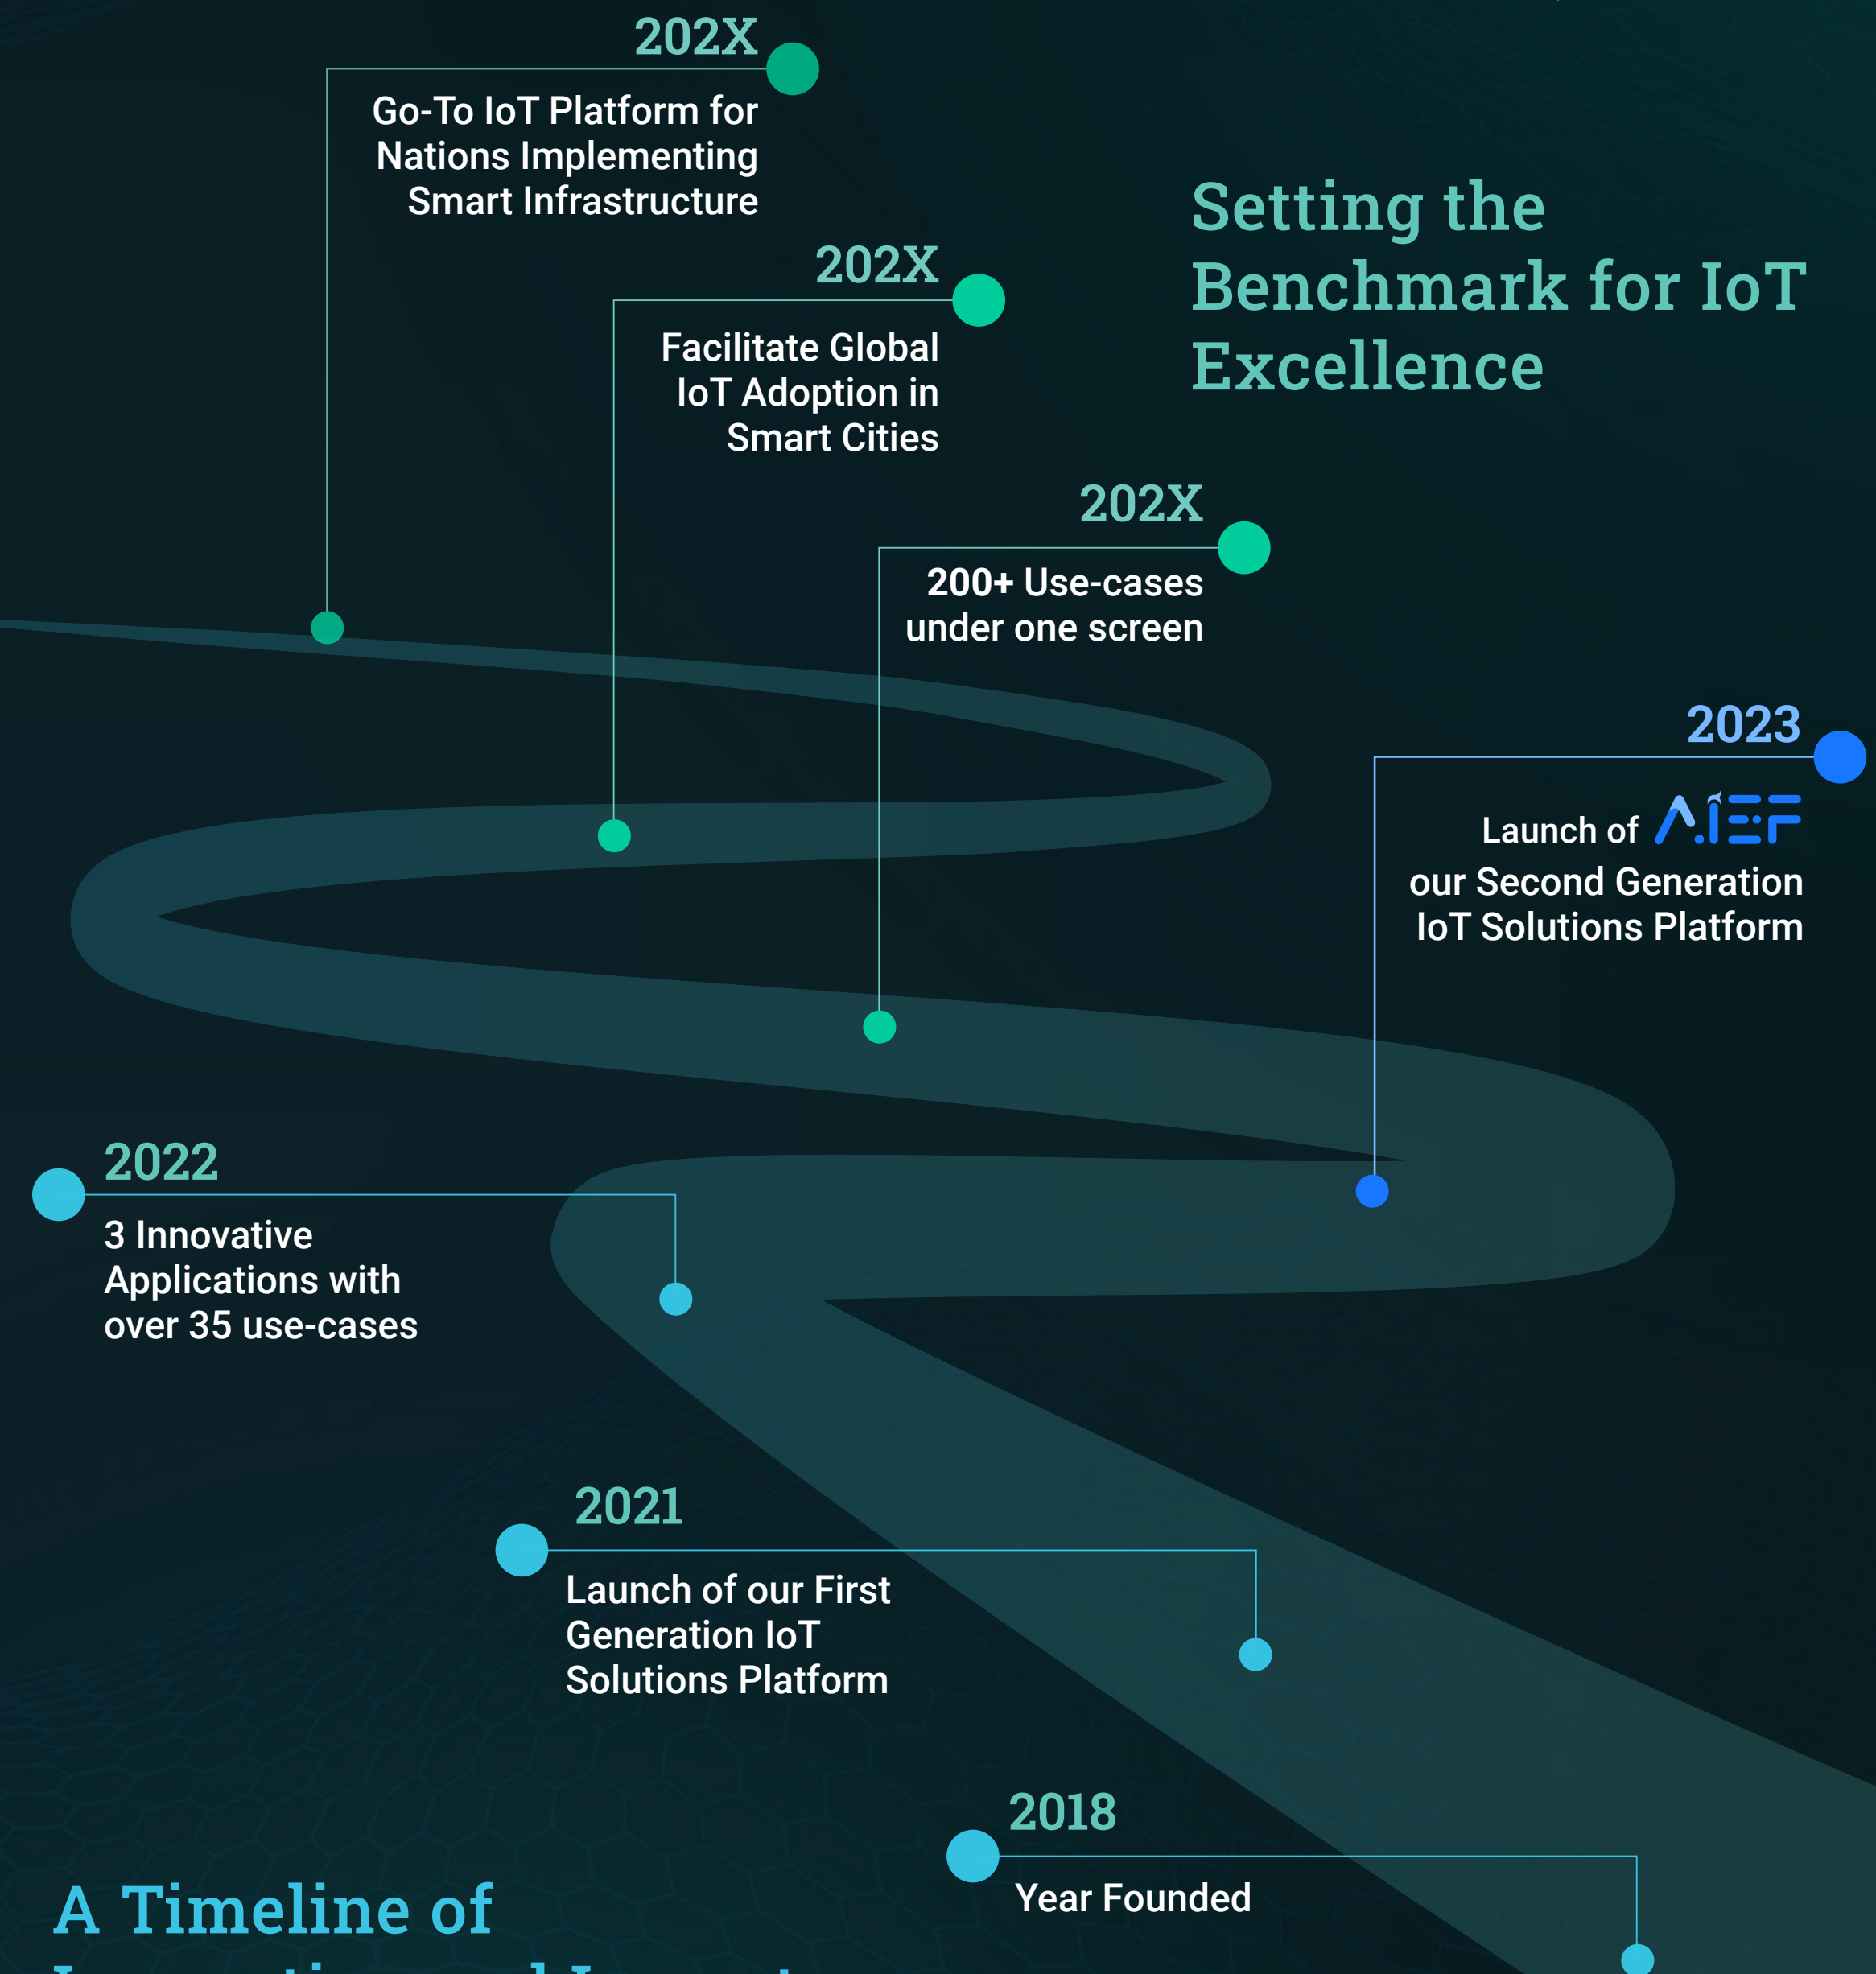 202X
Go-To IoT Platform for
Nations Implementing
Smart Infrastructure
Setting the
Benchmark for IoT
Excellence
202X
Facilitate Global
IoT Adoption in
Smart Cities
202X
200+ Use-cases
under one screen
2023
Launch of AIEF
our Second Generation
IoT Solutions Platform
2022
3 Innovative
Applications with
over 35 use-cases
2021
Launch of our First
Generation IoT
Solutions Platform
2018
Year Founded
A Timeline of